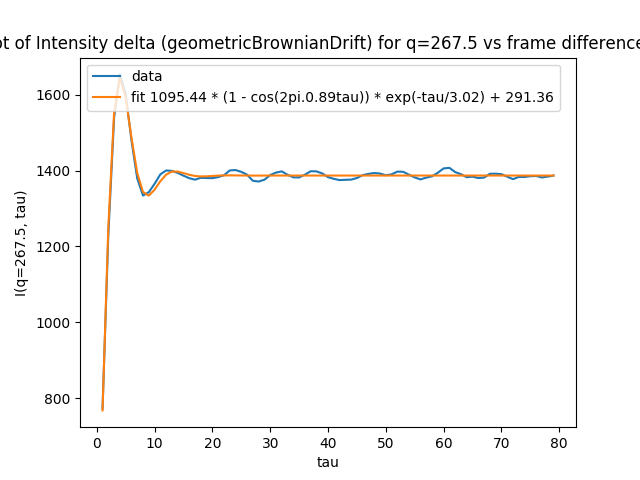 of Intensity delta (geometricBrownianDrift) for q=267.5 vs frame difference
data
fit 1095.44 * (1 - cos(2pi.0.89tau)) * exp(-tau/3.02) + 291.36
I(q=267.5, tau)
1600
1400
1200
1000
800
0 10 20 30 40 50 60 70 80
tau